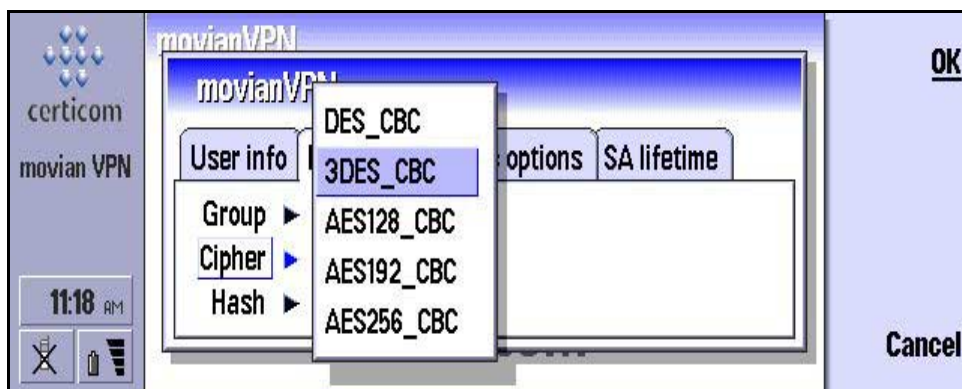 certicom
movian VPN
11:18 AM
movianVPN
movianVPN
User info
options
SA lifetime
Group
Cipher
Hash
DES_CBC
3DES_CBC
AES128_CBC
AES192_CBC
AES256_CBC
OK
Cancel